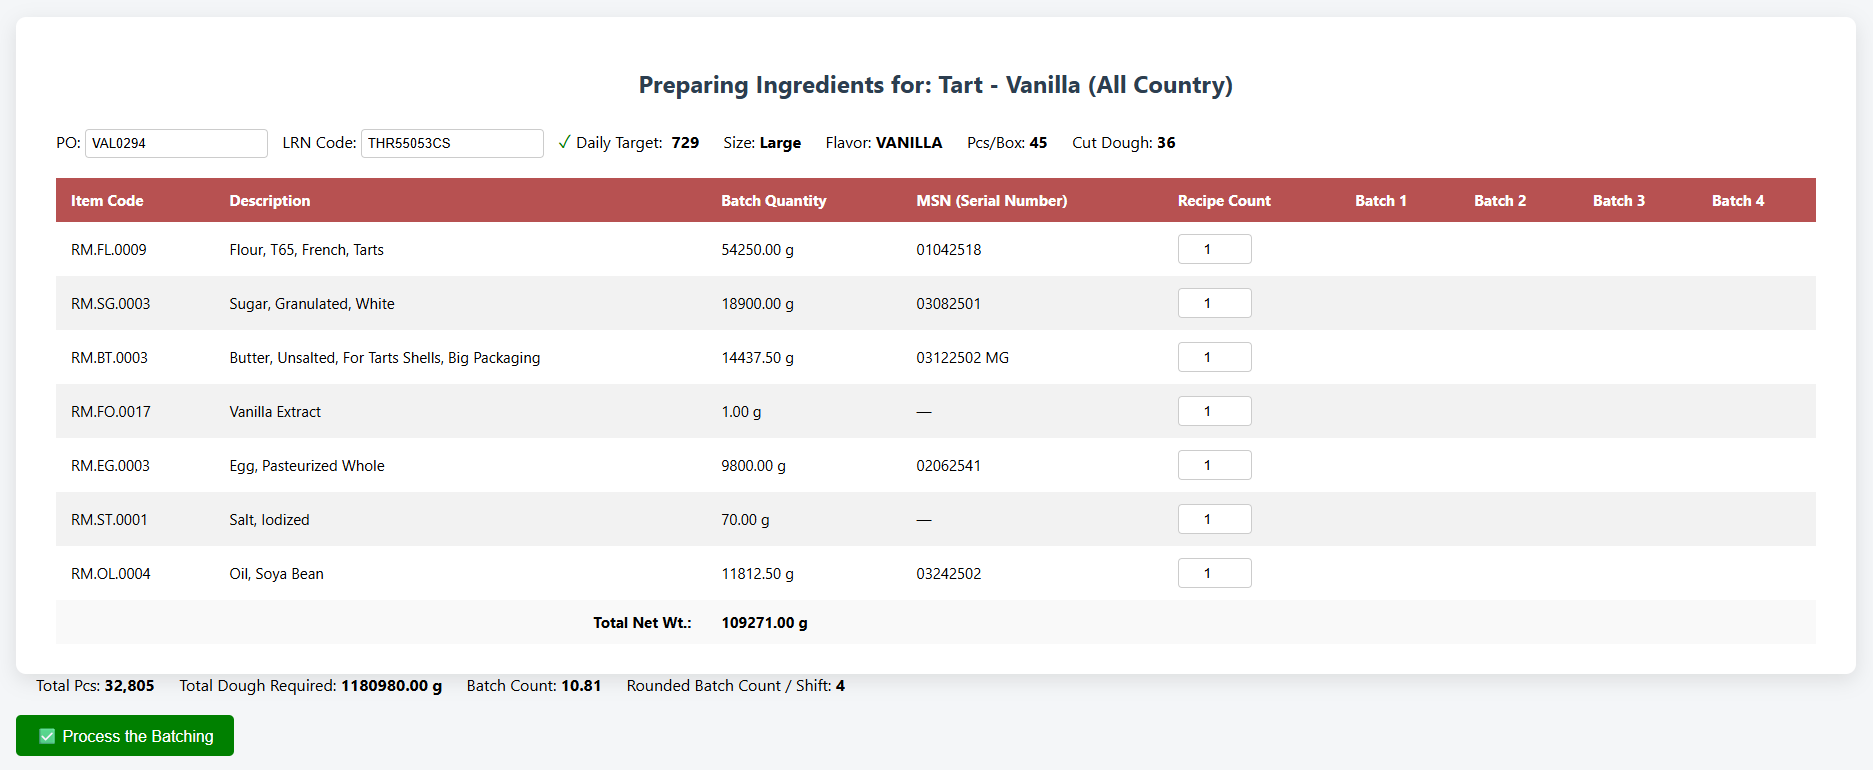 Preparing Ingredients for: Tart - Vanilla (All Country)
PO: VAL0294 LRN Code: THR55053CS ✓ Daily Target: 729 Size: Large Flavor: VANILLA Pcs/Box: 45 Cut Dough: 36
Item Code Description Batch Quantity MSN (Serial Number) Recipe Count Batch 1 Batch 2 Batch 3 Batch 4
RM.FL.0009 Flour, T65, French, Tarts 54250.00 g 01042518 1
RM.SG.0003 Sugar, Granulated, White 18900.00 g 03082501 1
RM.BT.0003 Butter, Unsalted, For Tarts Shells, Big Packaging 14437.50 g 03122502 MG 1
RM.FO.0017 Vanilla Extract 1.00 g — 1
RM.EG.0003 Egg, Pasteurized Whole 9800.00 g 02062541 1
RM.ST.0001 Salt, Iodized 70.00 g — 1
RM.OL.0004 Oil, Soya Bean 11812.50 g 03242502 1
Total Net Wt.: 109271.00 g
Total Pcs: 32,805 Total Dough Required: 1180980.00 g Batch Count: 10.81 Rounded Batch Count / Shift: 4
✅ Process the Batching